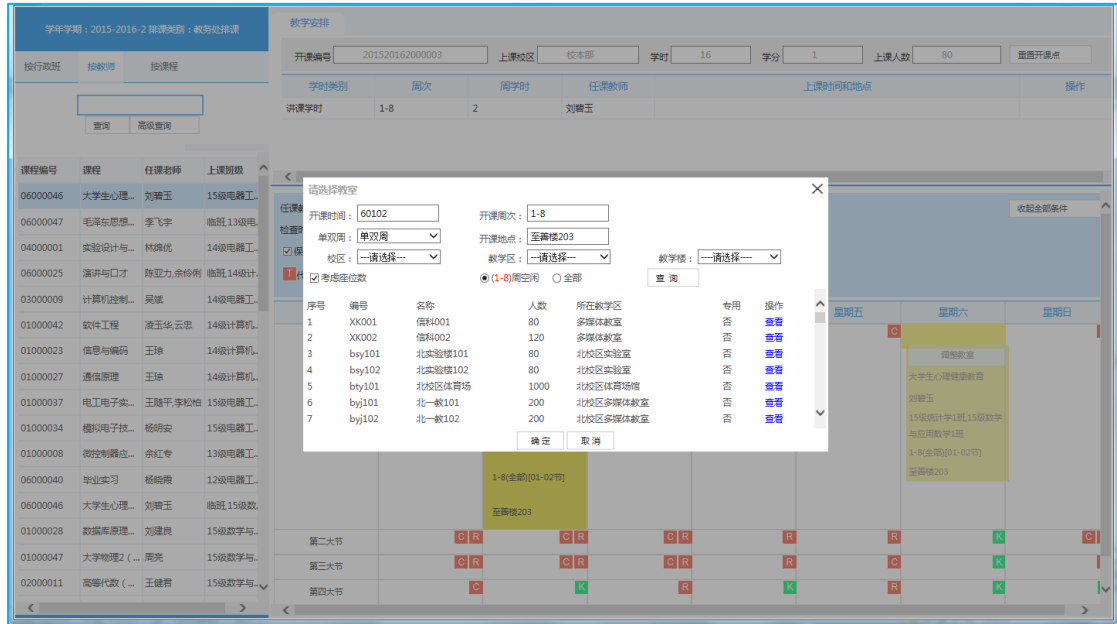 学年学期：2015-2016-2 排课类别：教务处排课
按行政班 按教师 按课程
查询 高级查询
课程编号 课程 任课老师 上课班级
06000046 大学生心理... 刘碧玉 15级电器工...
06000047 毛泽东思想... 李飞宇 临班,13级电...
04000001 实验设计与... 林婉优 14级电器工...
06000025 演讲与口才 陈亚力,余伶俐 临班,14级计...
03000009 计算机控制... 吴斌 14级电器工...
01000042 软件工程 凌玉华,云忠 14级计算机...
01000023 信息与编码 王琼 14级计算机...
01000027 通信原理 王琼 14级计算机...
01000037 电工电子实... 王随平,李松柏 15级电器工...
01000034 模拟电子技... 杨明安 15级电器工...
01000008 微控制器应... 余红专 13级电器工...
06000040 毕业实习 杨晓霞 12级电器工...
06000046 大学生心理... 刘碧玉 临班,15级数...
01000028 数据库原理... 刘建良 15级数学与...
01000047 大学物理2（... 周亮 15级数学与...
02000011 高等代数（... 王健君 15级数学与...
教学安排
开课编号 201520162000003 上课校区 校本部 学时 16 学分 1 上课人数 80 重置开课点
学时类别 周次 周学时 任课教师 上课时间和地点 操作
讲课学时 1-8 2 刘碧玉
任课教
检查时
保
T 代
收起全部条件
请选择教室
开课时间： 60102 开课周次： 1-8
单双周： 单双周 开课地点： 至善楼203
校区： ---请选择--- 教学区： ---请选择--- 教学楼： ----请选择----
考虑座位数 (1-8)周空闲 全部 查 询
序号 编号 名称 人数 所在教学区 专用 操作
1 XK001 信科001 80 多媒体教室 否 查看
2 XK002 信科002 120 多媒体教室 否 查看
3 bsy101 北实验楼101 80 北校区实验室 否 查看
4 bsy102 北实验楼102 80 北校区实验室 否 查看
5 bty101 北校区体育场 1000 北校区体育场馆 否 查看
6 byj101 北一教101 200 北校区多媒体教室 否 查看
7 byj102 北一教102 200 北校区多媒体教室 否 查看
确 定 取 消
星期五 星期六 星期日
C
调整教室
大学生心理健康教育
刘碧玉
15级统计学1班,15级数学
与应用数学1班
1-8(全部)[01-02节]
至善楼203
1-8(全部)[01-02节]
至善楼203
第二大节 C R C R C R R R K C
第三大节 C R C R C R R C K
第四大节 C K R K R K